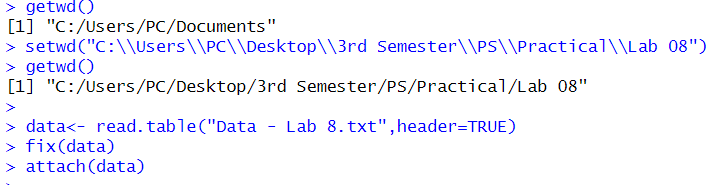 > getwd()
[1] "C:/Users/PC/Documents"
> setwd("C:\\Users\\PC\\Desktop\\3rd Semester\\PS\\Practical\\Lab 08")
> getwd()
[1] "C:/Users/PC/Desktop/3rd Semester/PS/Practical/Lab 08"
>
> data<- read.table("Data - Lab 8.txt",header=TRUE)
> fix(data)
> attach(data)
>